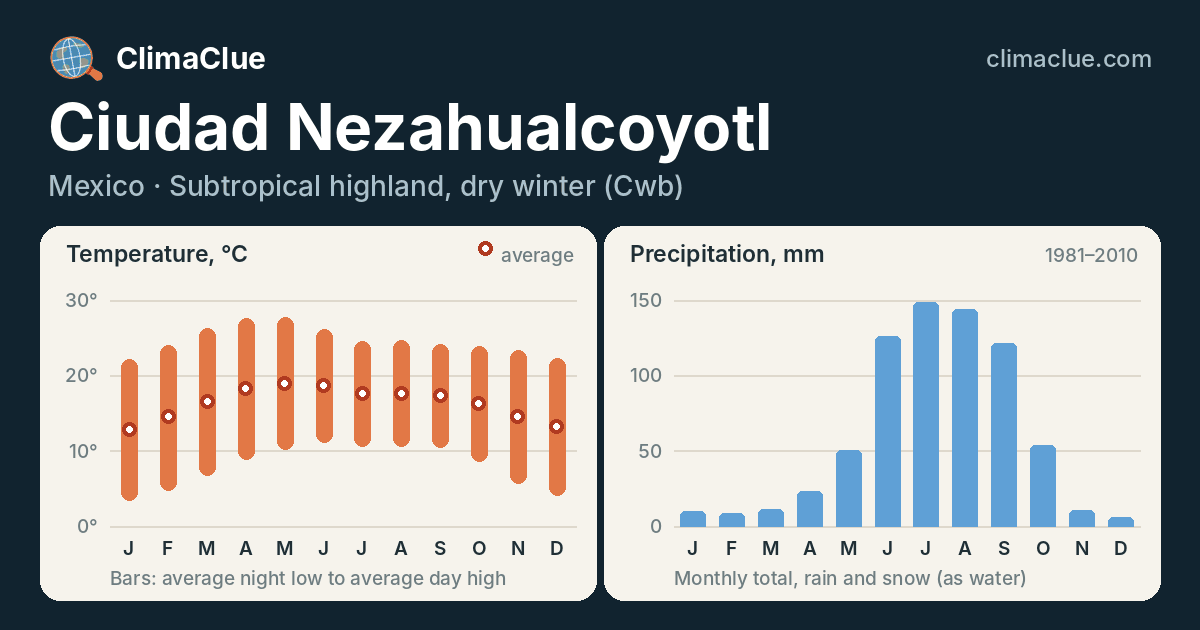 ClimaClue
climaclue.com
Ciudad Nezahualcoyotl
Mexico · Subtropical highland, dry winter (Cwb)
Temperature, °C
average
30°
20°
10°
0°
J F M A M J J A S O N D
Bars: average night low to average day high
Precipitation, mm
1981–2010
150
100
50
0
J F M A M J J A S O N D
Monthly total, rain and snow (as water)